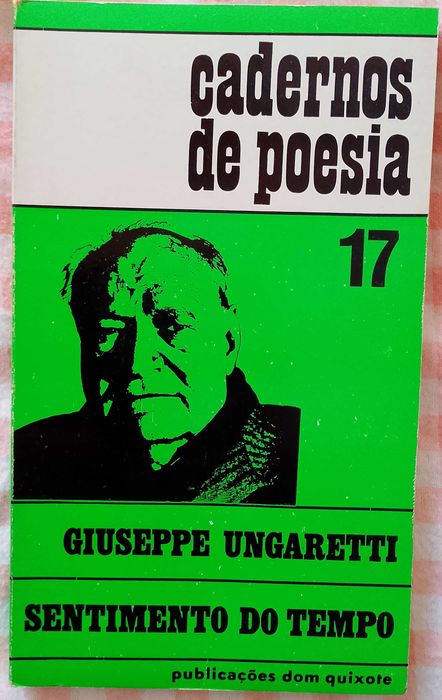 cadernos
de poesia
17
GIUSEPPE UNGARETTI
SENTIMENTO DO TEMPO
publicações dom quixote